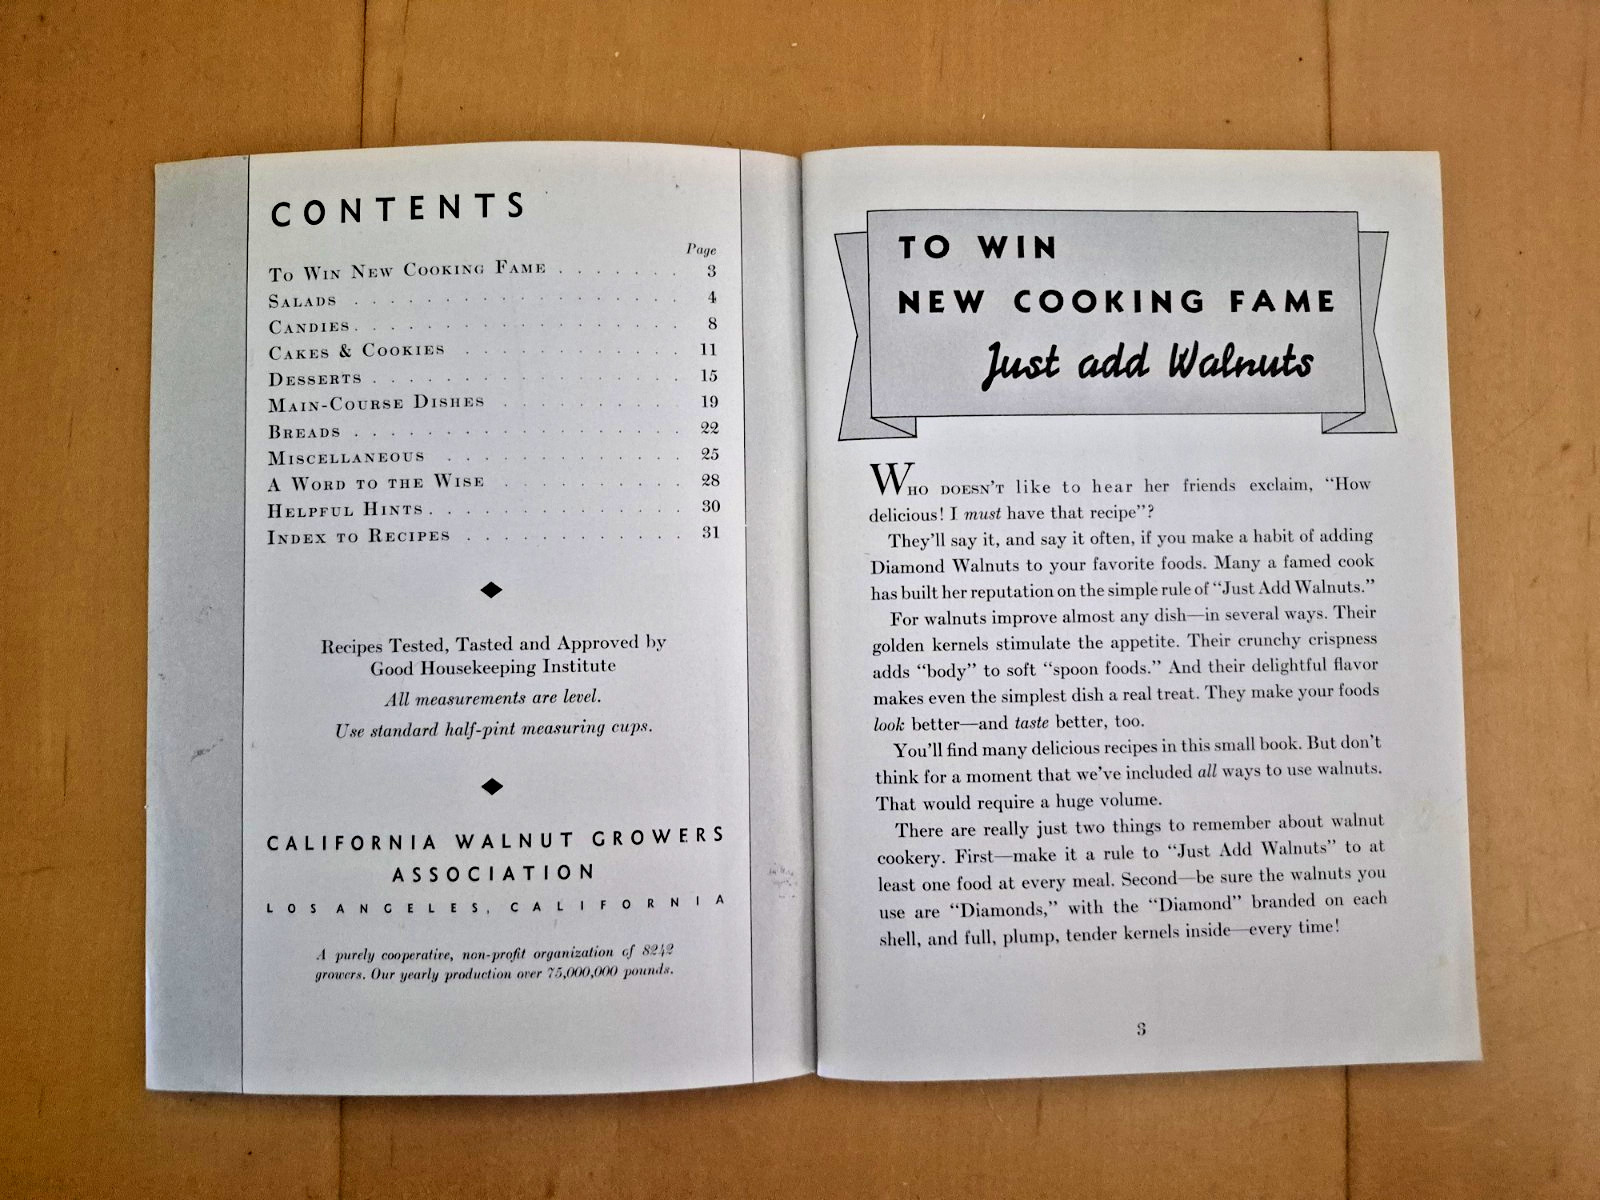 CONTENTS
Page
To Win New Cooking Fame . . . . . . . 3
Salads . . . . . . . . . . . . . . 4
Candies . . . . . . . . . . . . . . 8
Cakes & Cookies . . . . . . . . . 11
Desserts . . . . . . . . . . . . . 15
Main-Course Dishes . . . . . . . . 19
Breads . . . . . . . . . . . . . . 22
Miscellaneous . . . . . . . . . . 25
A Word to the Wise . . . . . . . . 28
Helpful Hints . . . . . . . . . . . 30
Index to Recipes . . . . . . . . . 31
Recipes Tested, Tasted and Approved by
Good Housekeeping Institute
All measurements are level.
Use standard half-pint measuring cups.
CALIFORNIA WALNUT GROWERS
ASSOCIATION
LOS ANGELES, CALIFORNIA
A purely cooperative, non-profit organization of 8242
growers. Our yearly production over 75,000,000 pounds.
TO WIN
NEW COOKING FAME
Just add Walnuts
Who doesn't like to hear her friends exclaim, "How
delicious! I must have that recipe"?
They'll say it, and say it often, if you make a habit of adding
Diamond Walnuts to your favorite foods. Many a famed cook
has built her reputation on the simple rule of "Just Add Walnuts."
For walnuts improve almost any dish—in several ways. Their
golden kernels stimulate the appetite. Their crunchy crispness
adds "body" to soft "spoon foods." And their delightful flavor
makes even the simplest dish a real treat. They make your foods
look better—and taste better, too.
You'll find many delicious recipes in this small book. But don't
think for a moment that we've included all ways to use walnuts.
That would require a huge volume.
There are really just two things to remember about walnut
cookery. First—make it a rule to "Just Add Walnuts" to at
least one food at every meal. Second—be sure the walnuts you
use are "Diamonds," with the "Diamond" branded on each
shell, and full, plump, tender kernels inside—every time!
3